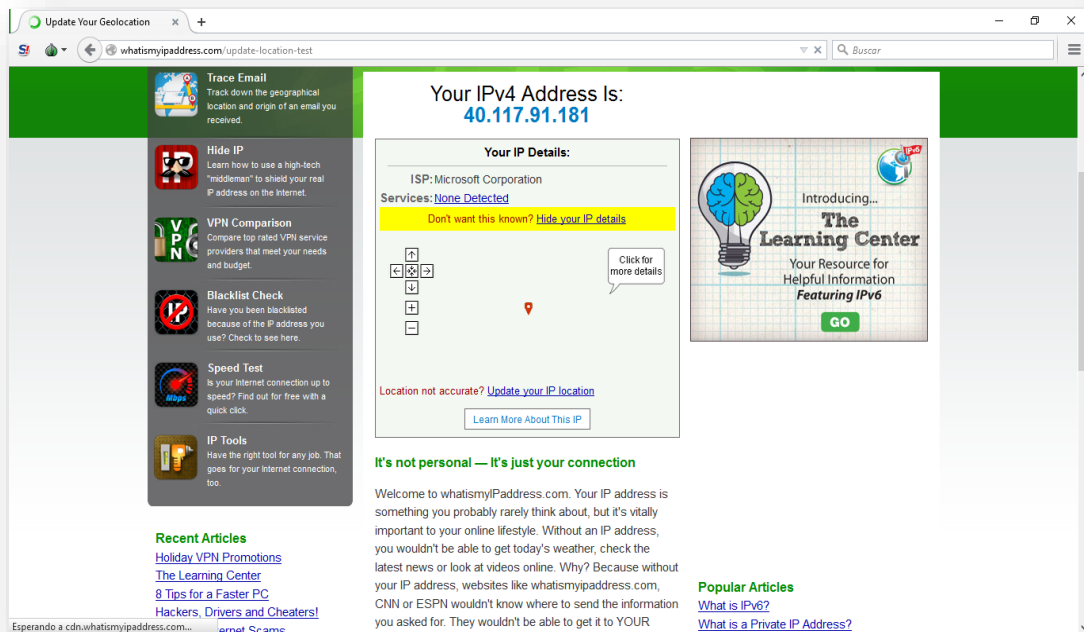 Update Your Geolocation
whatismyipaddress.com/update-location-test
Buscar
Trace Email
Track down the geographical
location and origin of an email you
received.
Hide IP
Learn how to use a high-tech
"middleman" to shield your real
IP address on the Internet.
VPN Comparison
Compare top rated VPN service
providers that meet your needs
and budget.
Blacklist Check
Have you been blacklisted
because of the IP address you
use? Check to see here.
Speed Test
Is your Internet connection up to
speed? Find out for free with a
quick click.
IP Tools
Have the right tool for any job. That
goes for your Internet connection,
too.
IP
VPN
IP
Mbps
IP
Recent Articles
Holiday VPN Promotions
The Learning Center
8 Tips for a Faster PC
Hackers, Drivers and Cheaters!
Scams
Esperando a cdn.whatismyipaddress.com...
Your IPv4 Address Is:
40.117.91.181
Your IP Details:
ISP: Microsoft Corporation
Services: None Detected
Don't want this known? Hide your IP details
Click for
more details
Location not accurate? Update your IP location
Learn More About This IP
It's not personal — It's just your connection
Welcome to whatismyIPaddress.com. Your IP address is
something you probably rarely think about, but it's vitally
important to your online lifestyle. Without an IP address,
you wouldn't be able to get today's weather, check the
latest news or look at videos online. Why? Because without
your IP address, websites like whatismyipaddress.com,
CNN or ESPN wouldn't know where to send the information
you asked for. They wouldn't be able to get it to YOUR
IPv6
Introducing...
The
Learning Center
Your Resource for
Helpful Information
Featuring IPv6
GO
Popular Articles
What is IPv6?
What is a Private IP Address?